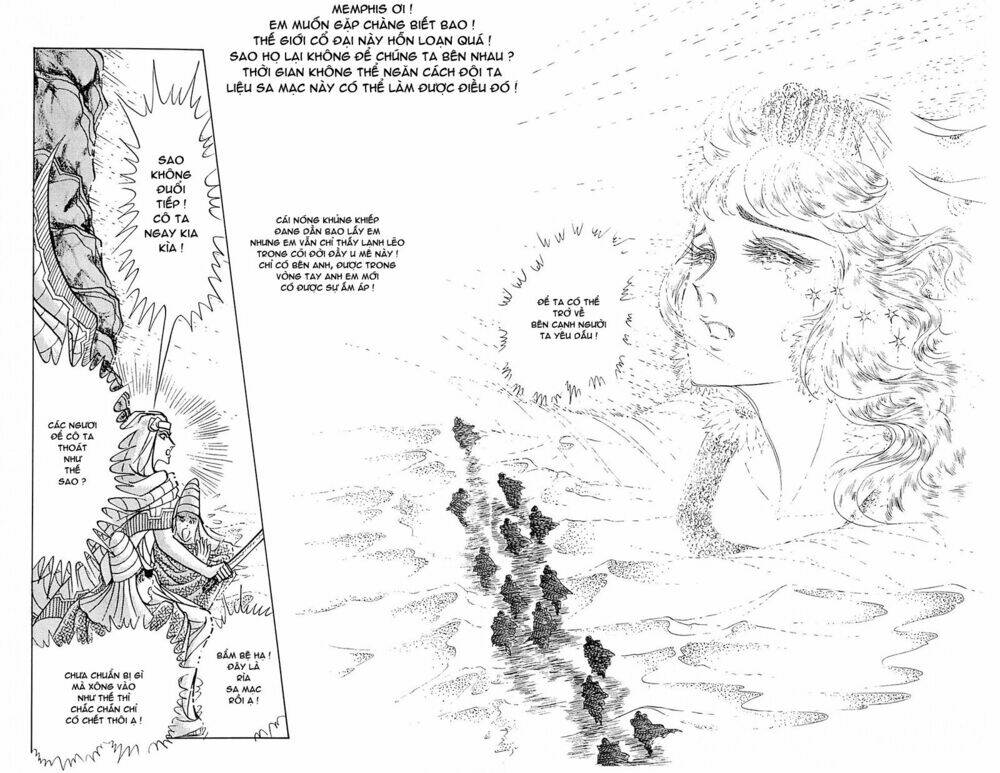 MEMPHIS ƠI !
EM MUỐN GẶP CHÀNG BIẾT BAO !
THẾ GIỚI CỔ ĐẠI NÀY HỖN LOẠN QUÁ !
SAO HỌ LẠI KHÔNG ĐỂ CHÚNG TA BÊN NHAU ?
THỜI GIAN KHÔNG THỂ NGĂN CÁCH ĐÔI TA
LIỆU SA MẠC NÀY CÓ THỂ LÀM ĐƯỢC ĐIỀU ĐÓ !
SAO
KHÔNG
ĐUỔI
TIẾP !
CÔ TA
NGAY KIA
KÌA !
CÁI NÓNG KHỦNG KHIẾP
ĐANG DẦN BAO LẤY EM
NHƯNG EM VẪN CHỈ THẤY LẠNH LẼO
TRONG CÕI ĐỜI ĐẦY U MÊ NÀY !
CHỈ CÓ BÊN ANH, ĐƯỢC TRONG
VÒNG TAY ANH EM MỚI
CÓ ĐƯỢC SỰ ẤM ÁP !
ĐỂ TA CÓ THỂ
TRỞ VỀ
BÊN CẠNH NGƯỜI
TA YÊU DẤU !
CÁC NGƯƠI
ĐỂ CÔ TA
THOÁT
NHƯ
THẾ
SAO ?
BẨM BỆ HẠ !
ĐÂY LÀ
RÌA
SA MẠC
RỒI Ạ !
CHƯA CHUẨN BỊ GÌ
MÀ XÔNG VÀO
NHƯ THẾ THÌ
CHẮC CHẮN CHỈ
CÓ CHẾT THÔI Ạ !